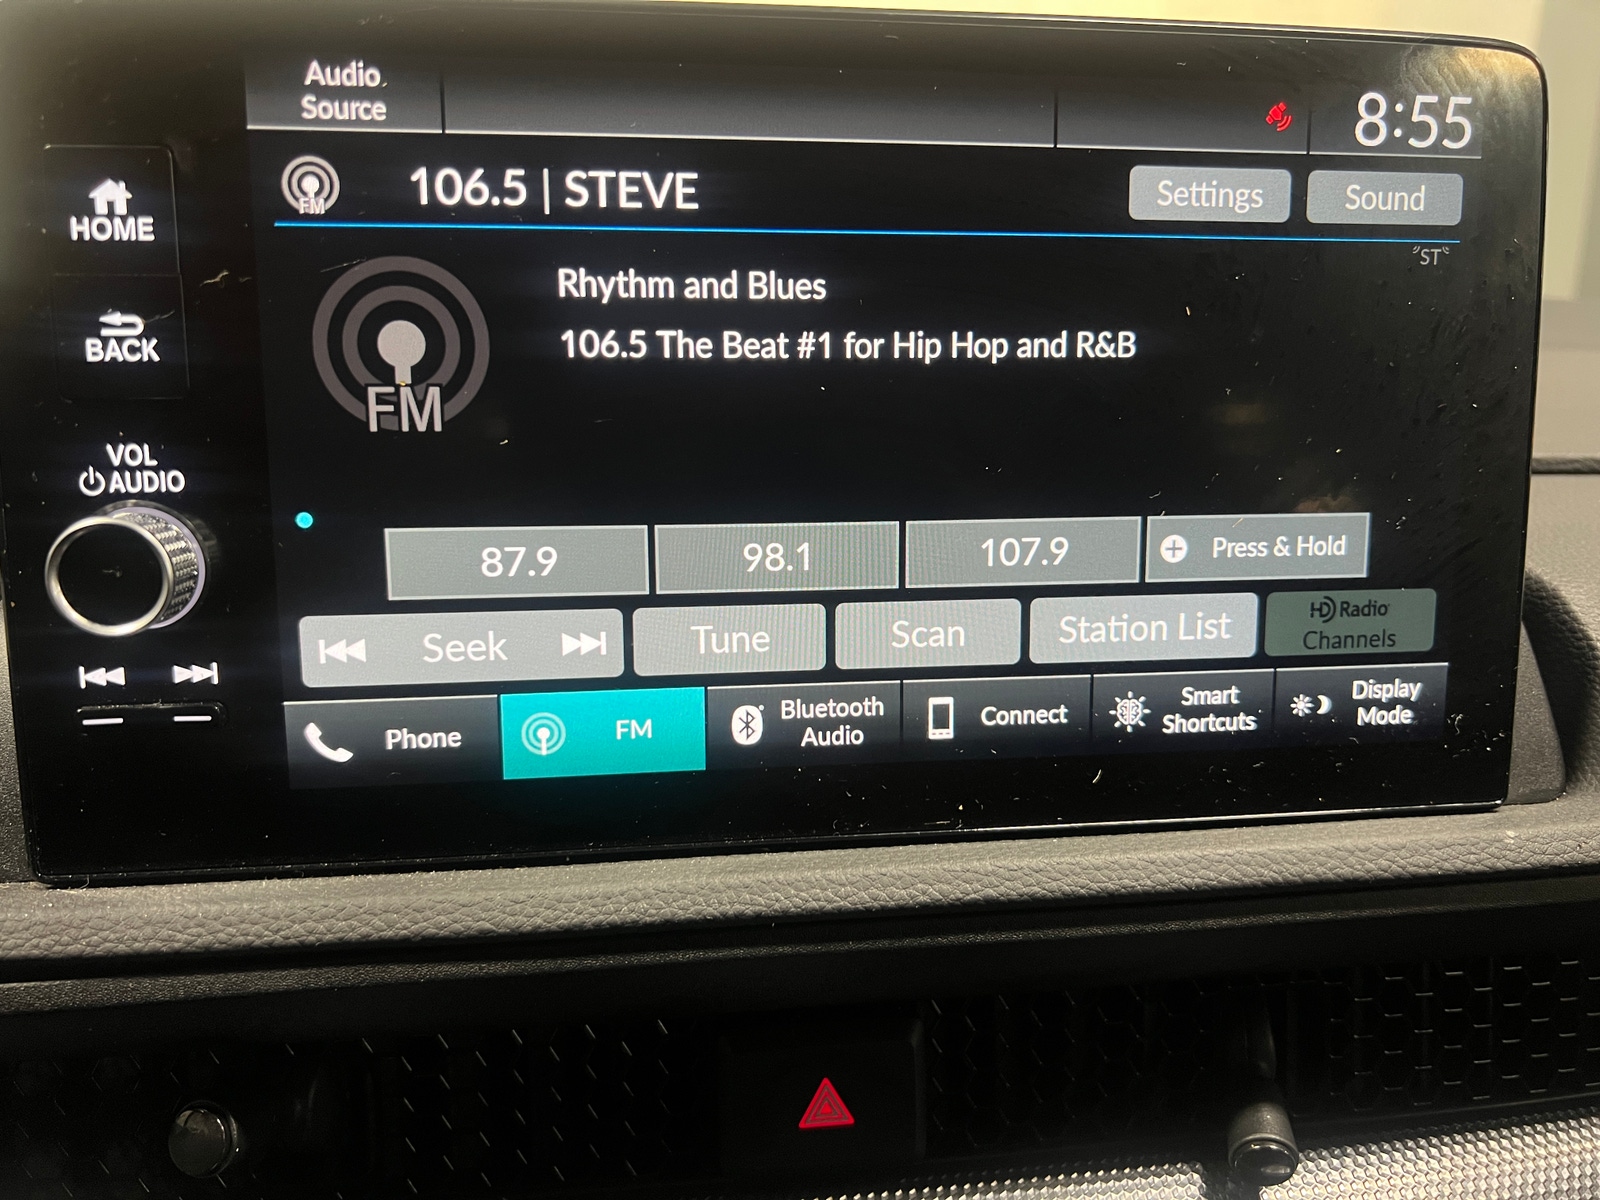 Audio
Source
8:55
HOME
FM
106.5 | STEVE
Settings
Sound
"ST"
Rhythm and Blues
106.5 The Beat #1 for Hip Hop and R&B
FM
BACK
VOL
AUDIO
87.9
98.1
107.9
+ Press & Hold
Seek
Tune
Scan
Station List
HD Radio
Channels
Phone
FM
Bluetooth
Audio
Connect
Smart
Shortcuts
Display
Mode